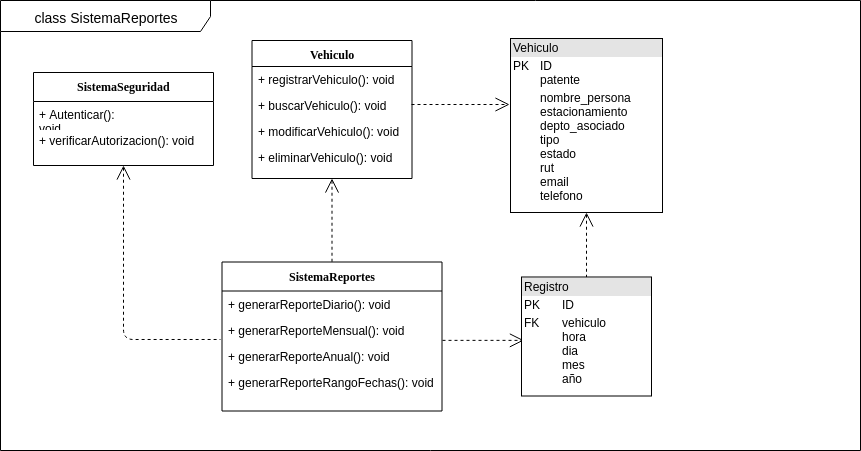 class SistemaReportes
SistemaSeguridad
+ Autenticar():
void
+ verificarAutorizacion(): void
Vehiculo
+ registrarVehiculo(): void
+ buscarVehiculo(): void
+ modificarVehiculo(): void
+ eliminarVehiculo(): void
Vehiculo
PK ID
patente
nombre_persona
estacionamiento
depto_asociado
tipo
estado
rut
email
telefono
SistemaReportes
+ generarReporteDiario(): void
+ generarReporteMensual(): void
+ generarReporteAnual(): void
+ generarReporteRangoFechas(): void
Registro
PK ID
FK vehiculo
hora
dia
mes
año